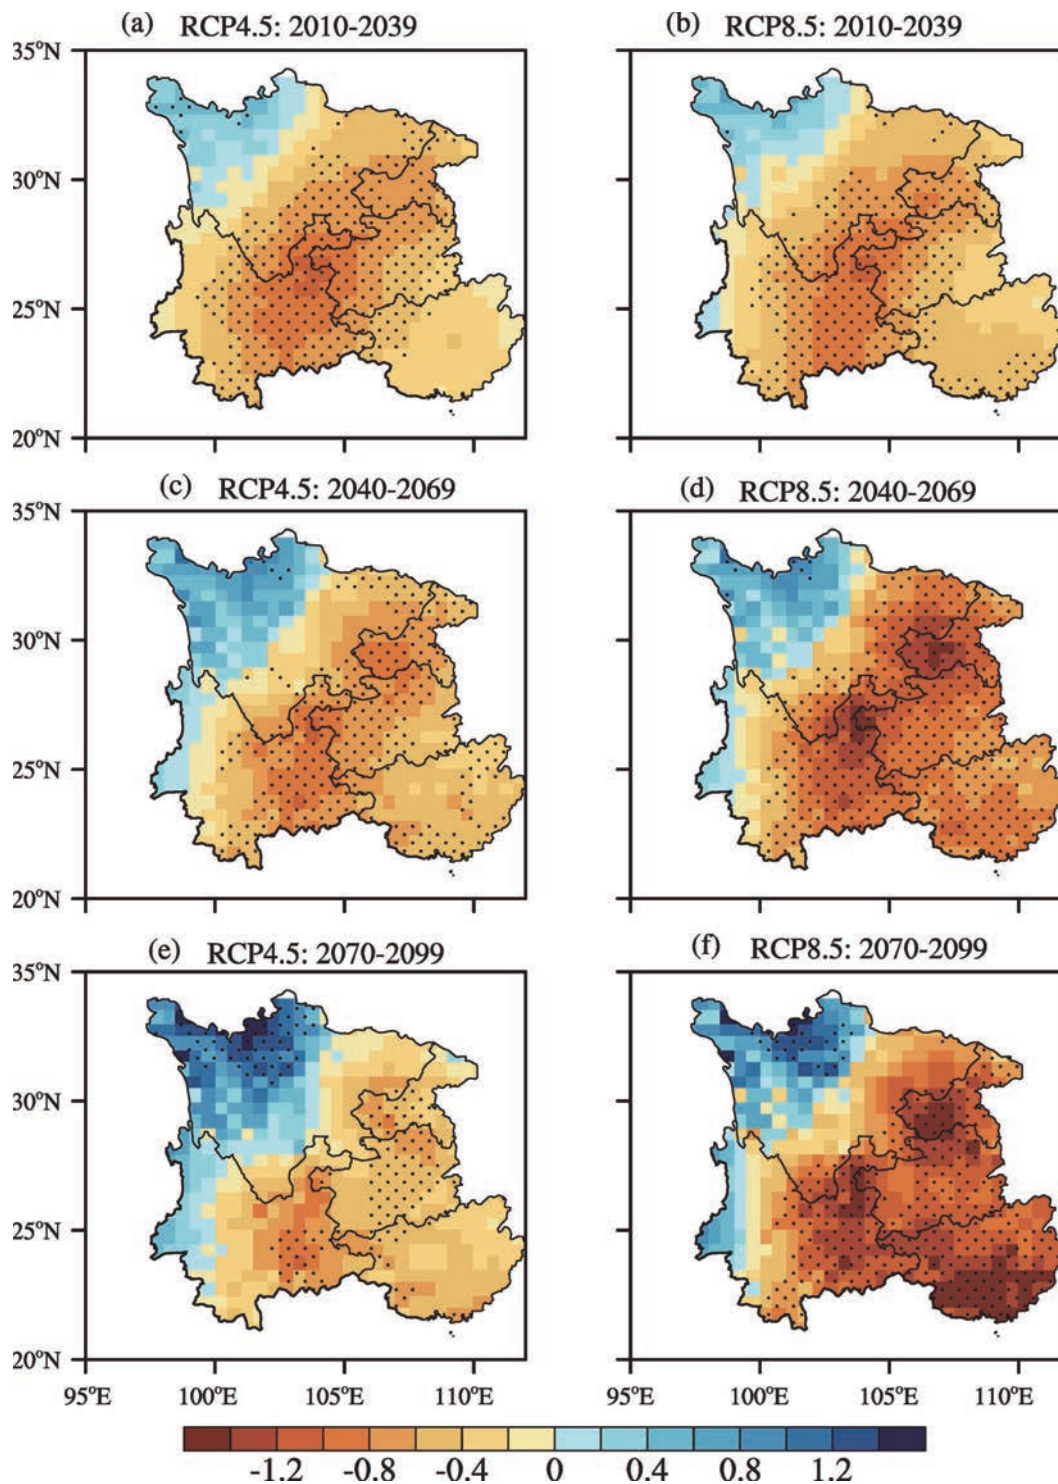 (a) RCP4.5: 2010-2039
(b) RCP8.5: 2010-2039
35°N
30°N
25°N
20°N
(c) RCP4.5: 2040-2069
(d) RCP8.5: 2040-2069
35°N
30°N
25°N
20°N
(e) RCP4.5: 2070-2099
(f) RCP8.5: 2070-2099
35°N
30°N
25°N
20°N
95°E 100°E 105°E 110°E 95°E 100°E 105°E 110°E
-1.2 -0.8 -0.4 0 0.4 0.8 1.2